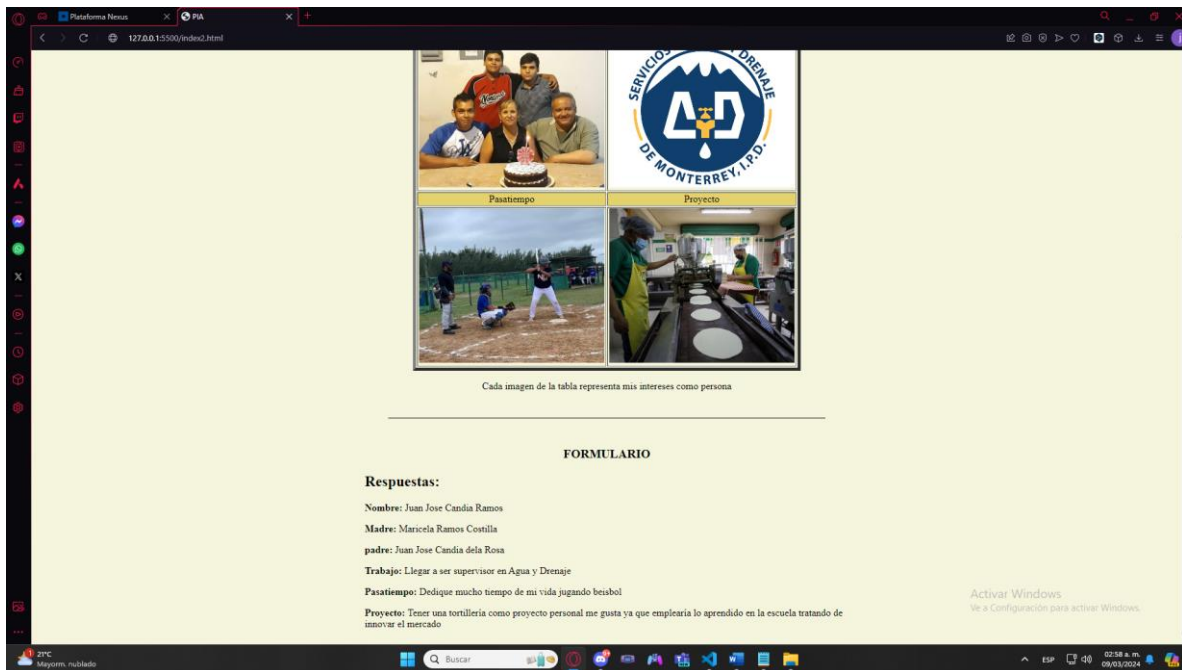 Plataforma Nexus
PIA
127.0.0.1:5500/index2.html
SERVICIOS
DRENAJE
AYD
DE MONTERREY, I.P.D.
Pasatiempo
Proyecto
Cada imagen de la tabla representa mis intereses como persona
FORMULARIO
Respuestas:
Nombre: Juan Jose Candia Ramos
Madre: Maricela Ramos Costilla
padre: Juan Jose Candia dela Rosa
Trabajo: Llegar a ser supervisor en Agua y Drenaje
Pasatiempo: Dedique mucho tiempo de mi vida jugando beisbol
Proyecto: Tener una tortillería como proyecto personal me gusta ya que emplearía lo aprendido en la escuela tratando de
innovar el mercado
Activar Windows
Ve a Configuración para activar Windows.
21°C
Mayorm. nublado
Buscar
ESP
02:58 a. m.
09/03/2024